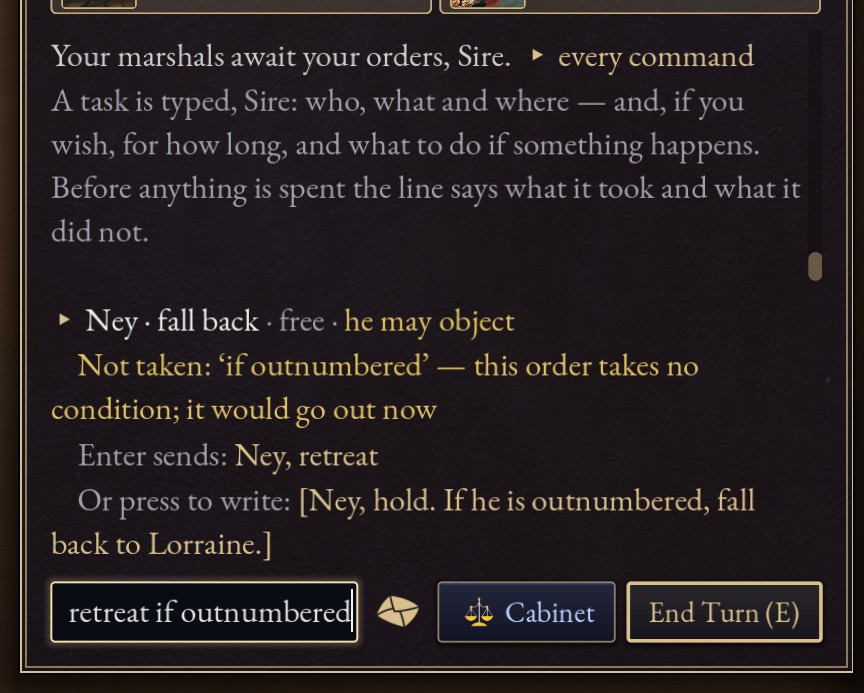 Your marshals await your orders, Sire. ▸ every command
A task is typed, Sire: who, what and where — and, if you
wish, for how long, and what to do if something happens.
Before anything is spent the line says what it took and what it
did not.
▸ Ney · fall back · free · he may object
Not taken: ‘if outnumbered’ — this order takes no
condition; it would go out now
Enter sends: Ney, retreat
Or press to write: [Ney, hold. If he is outnumbered, fall
back to Lorraine.]
retreat if outnumbered
Cabinet
End Turn (E)